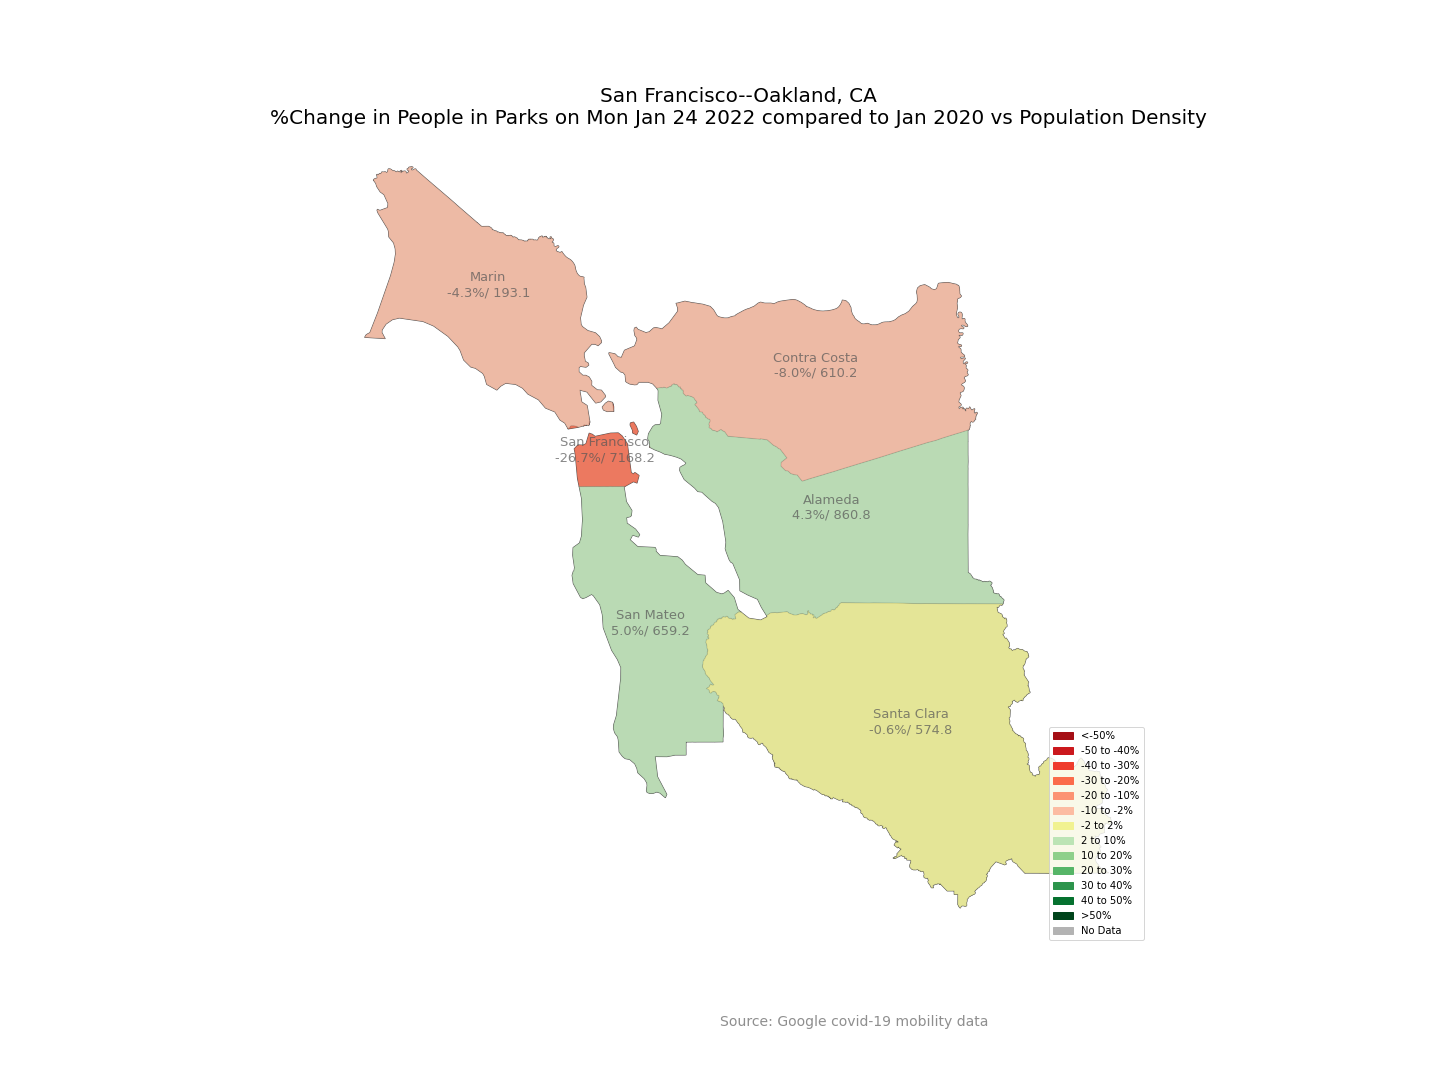 San Francisco--Oakland, CA
%Change in People in Parks on Mon Jan 24 2022 compared to Jan 2020 vs Population Density
Marin
-4.3%/ 193.1
Contra Costa
-8.0%/ 610.2
San Francisco
-26.7%/ 7168.2
Alameda
4.3%/ 860.8
San Mateo
5.0%/ 659.2
Santa Clara
-0.6%/ 574.8
<-50%
-50 to -40%
-40 to -30%
-30 to -20%
-20 to -10%
-10 to -2%
-2 to 2%
2 to 10%
10 to 20%
20 to 30%
30 to 40%
40 to 50%
>50%
No Data
Source: Google covid-19 mobility data